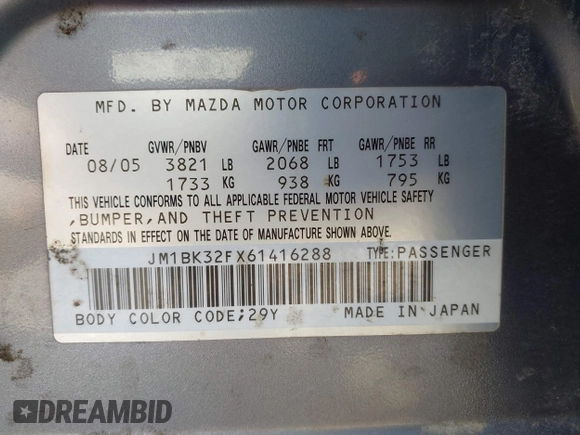 MFD. BY MAZDA MOTOR CORPORATION
DATE GVWR/PNBV GAWR/PNBE FRT GAWR/PNBE RR
08/05 3821 LB 2068 LB 1753 LB
1733 KG 938 KG 795 KG
THIS VEHICLE CONFORMS TO ALL APPLICABLE FEDERAL MOTOR VEHICLE SAFETY
,BUMPER,AND THEFT PREVENTION
STANDARDS IN EFFECT ON THE DATE OF MANUFACTURE SHOWN ABOVE.
JM1BK32FX61416288 TYPE:PASSENGER
BODY COLOR CODE;29Y MADE IN JAPAN
DREAMBID